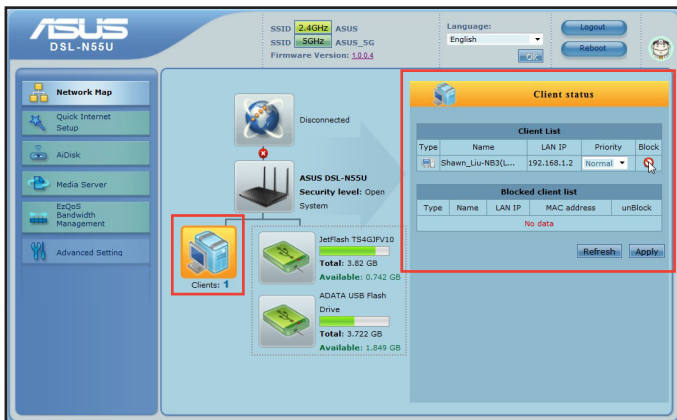 ASUS
DSL-N55U
SSID 2.4GHz ASUS
SSID 5GHz ASUS_5G
Firmware Version: 1.0.0.4
Language:
English
Ok
Logout
Reboot
Network Map
Quick Internet
Setup
AiDisk
Media Server
EzQoS
Bandwidth
Management
Advanced Setting
Disconnected
ASUS DSL-N55U
Security level: Open
System
Clients: 1
JetFlash TS4GJFV10
Total: 3.82 GB
Available: 0.742 GB
ADATA USB Flash
Drive
Total: 3.722 GB
Available: 1.849 GB
Client status
Client List
Type Name LAN IP Priority Block
Shawn_Liu-NB3(L... 192.168.1.2 Normal
Blocked client list
Type Name LAN IP MAC address unBlock
No data
Refresh Apply